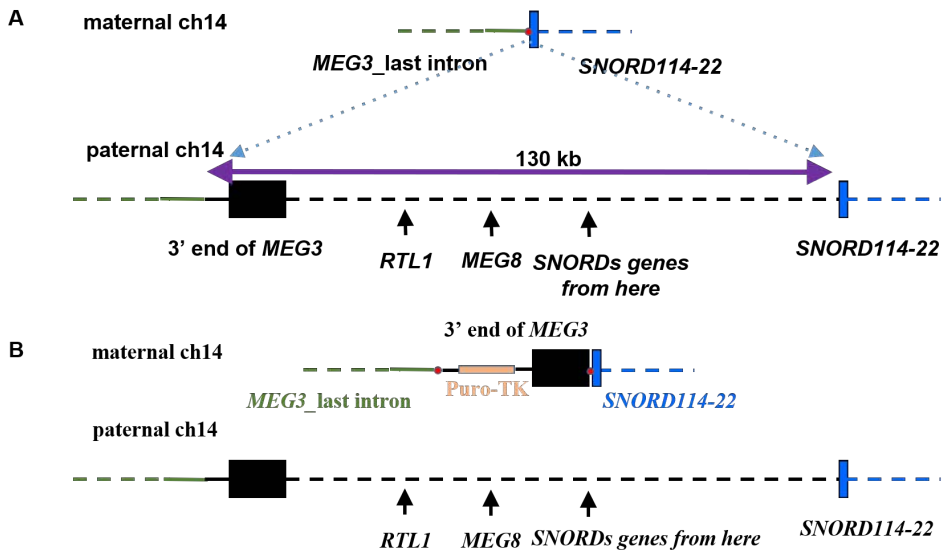 A
maternal ch14
MEG3_last intron
SNORD114-22
paternal ch14
130 kb
3’ end of MEG3
RTL1
MEG8
SNORDs genes
from here
SNORD114-22
B
3’ end of MEG3
maternal ch14
Puro-TK
MEG3_last intron
SNORD114-22
paternal ch14
RTL1
MEG8
SNORDs genes from here
SNORD114-22